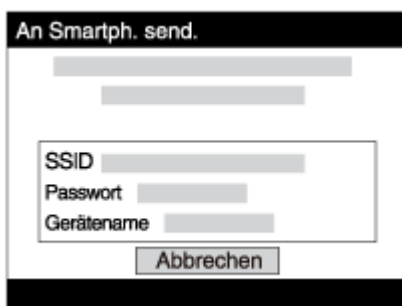 An Smartph. send.
SSID
Passwort
Gerätename
Abbrechen